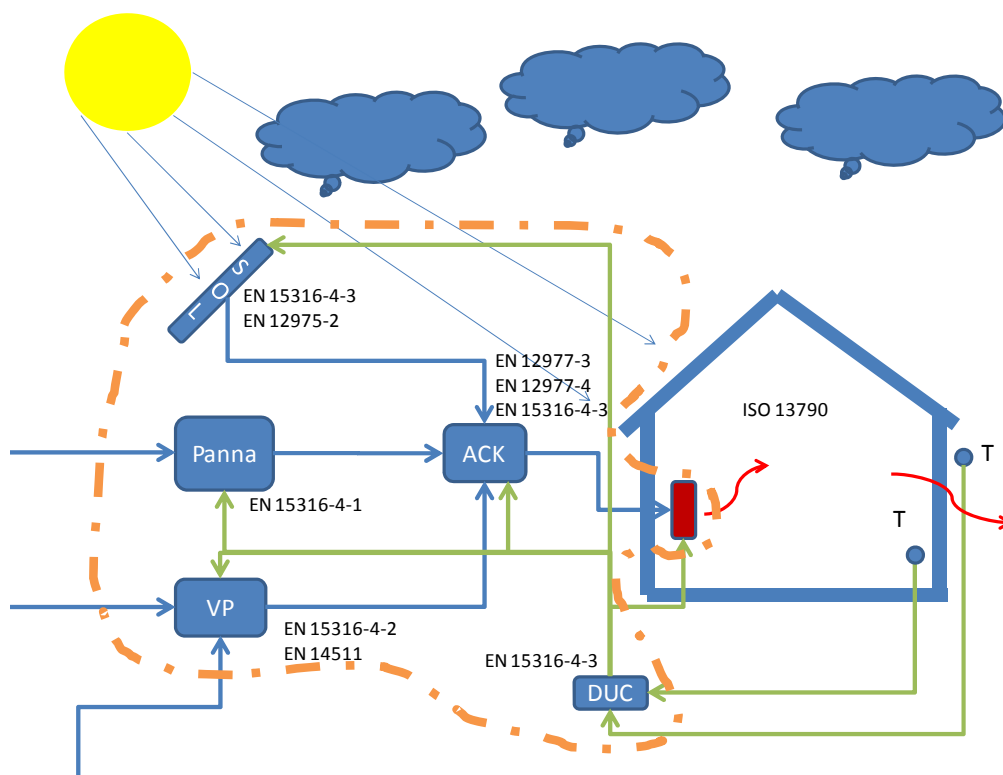 SOL
EN 15316-4-3
EN 12975-2
EN 12977-3
EN 12977-4
EN 15316-4-3
ISO 13790
Panna
ACK
T
EN 15316-4-1
T
VP
EN 15316-4-2
EN 14511
EN 15316-4-3
DUC